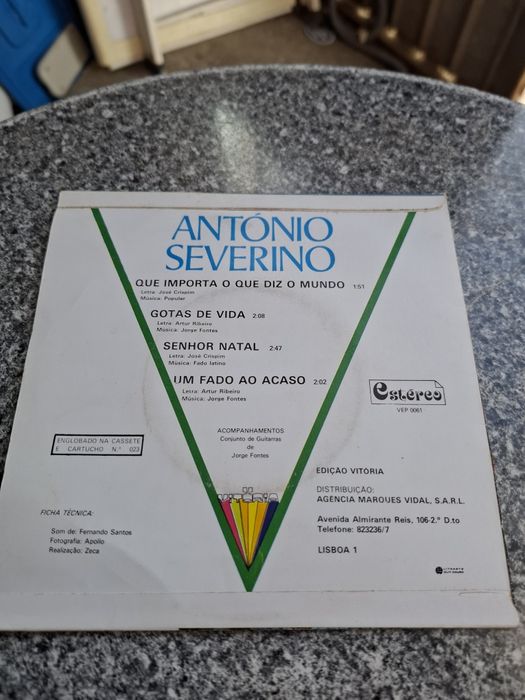 ANTÓNIO
SEVERINO
QUE IMPORTA O QUE DIZ O MUNDO 1:51
Letra: José Crispim
Música: Popular
GOTAS DE VIDA 2:08
Letra: Artur Ribeiro
Música: Jorge Fontes
SENHOR NATAL 2:47
Letra: José Crispim
Música: Fado latino
UM FADO AO ACASO 2:02
Letra: Artur Ribeiro
Música: Jorge Fontes
estéreo
VEP 0061
ACOMPANHAMENTOS
Conjunto de Guitarras
de
Jorge Fontes
ENGLOBADO NA CASSETE
E CARTUCHO N.º 023
EDIÇÃO VITÓRIA
DISTRIBUIÇÃO:
AGÊNCIA MARQUES VIDAL, S.A.R.L.
Avenida Almirante Reis, 106-2.º D.to
Telefone: 823236/7
LISBOA 1
FICHA TÉCNICA:
Som de: Fernando Santos
Fotografia: Apollo
Realização: Zeca